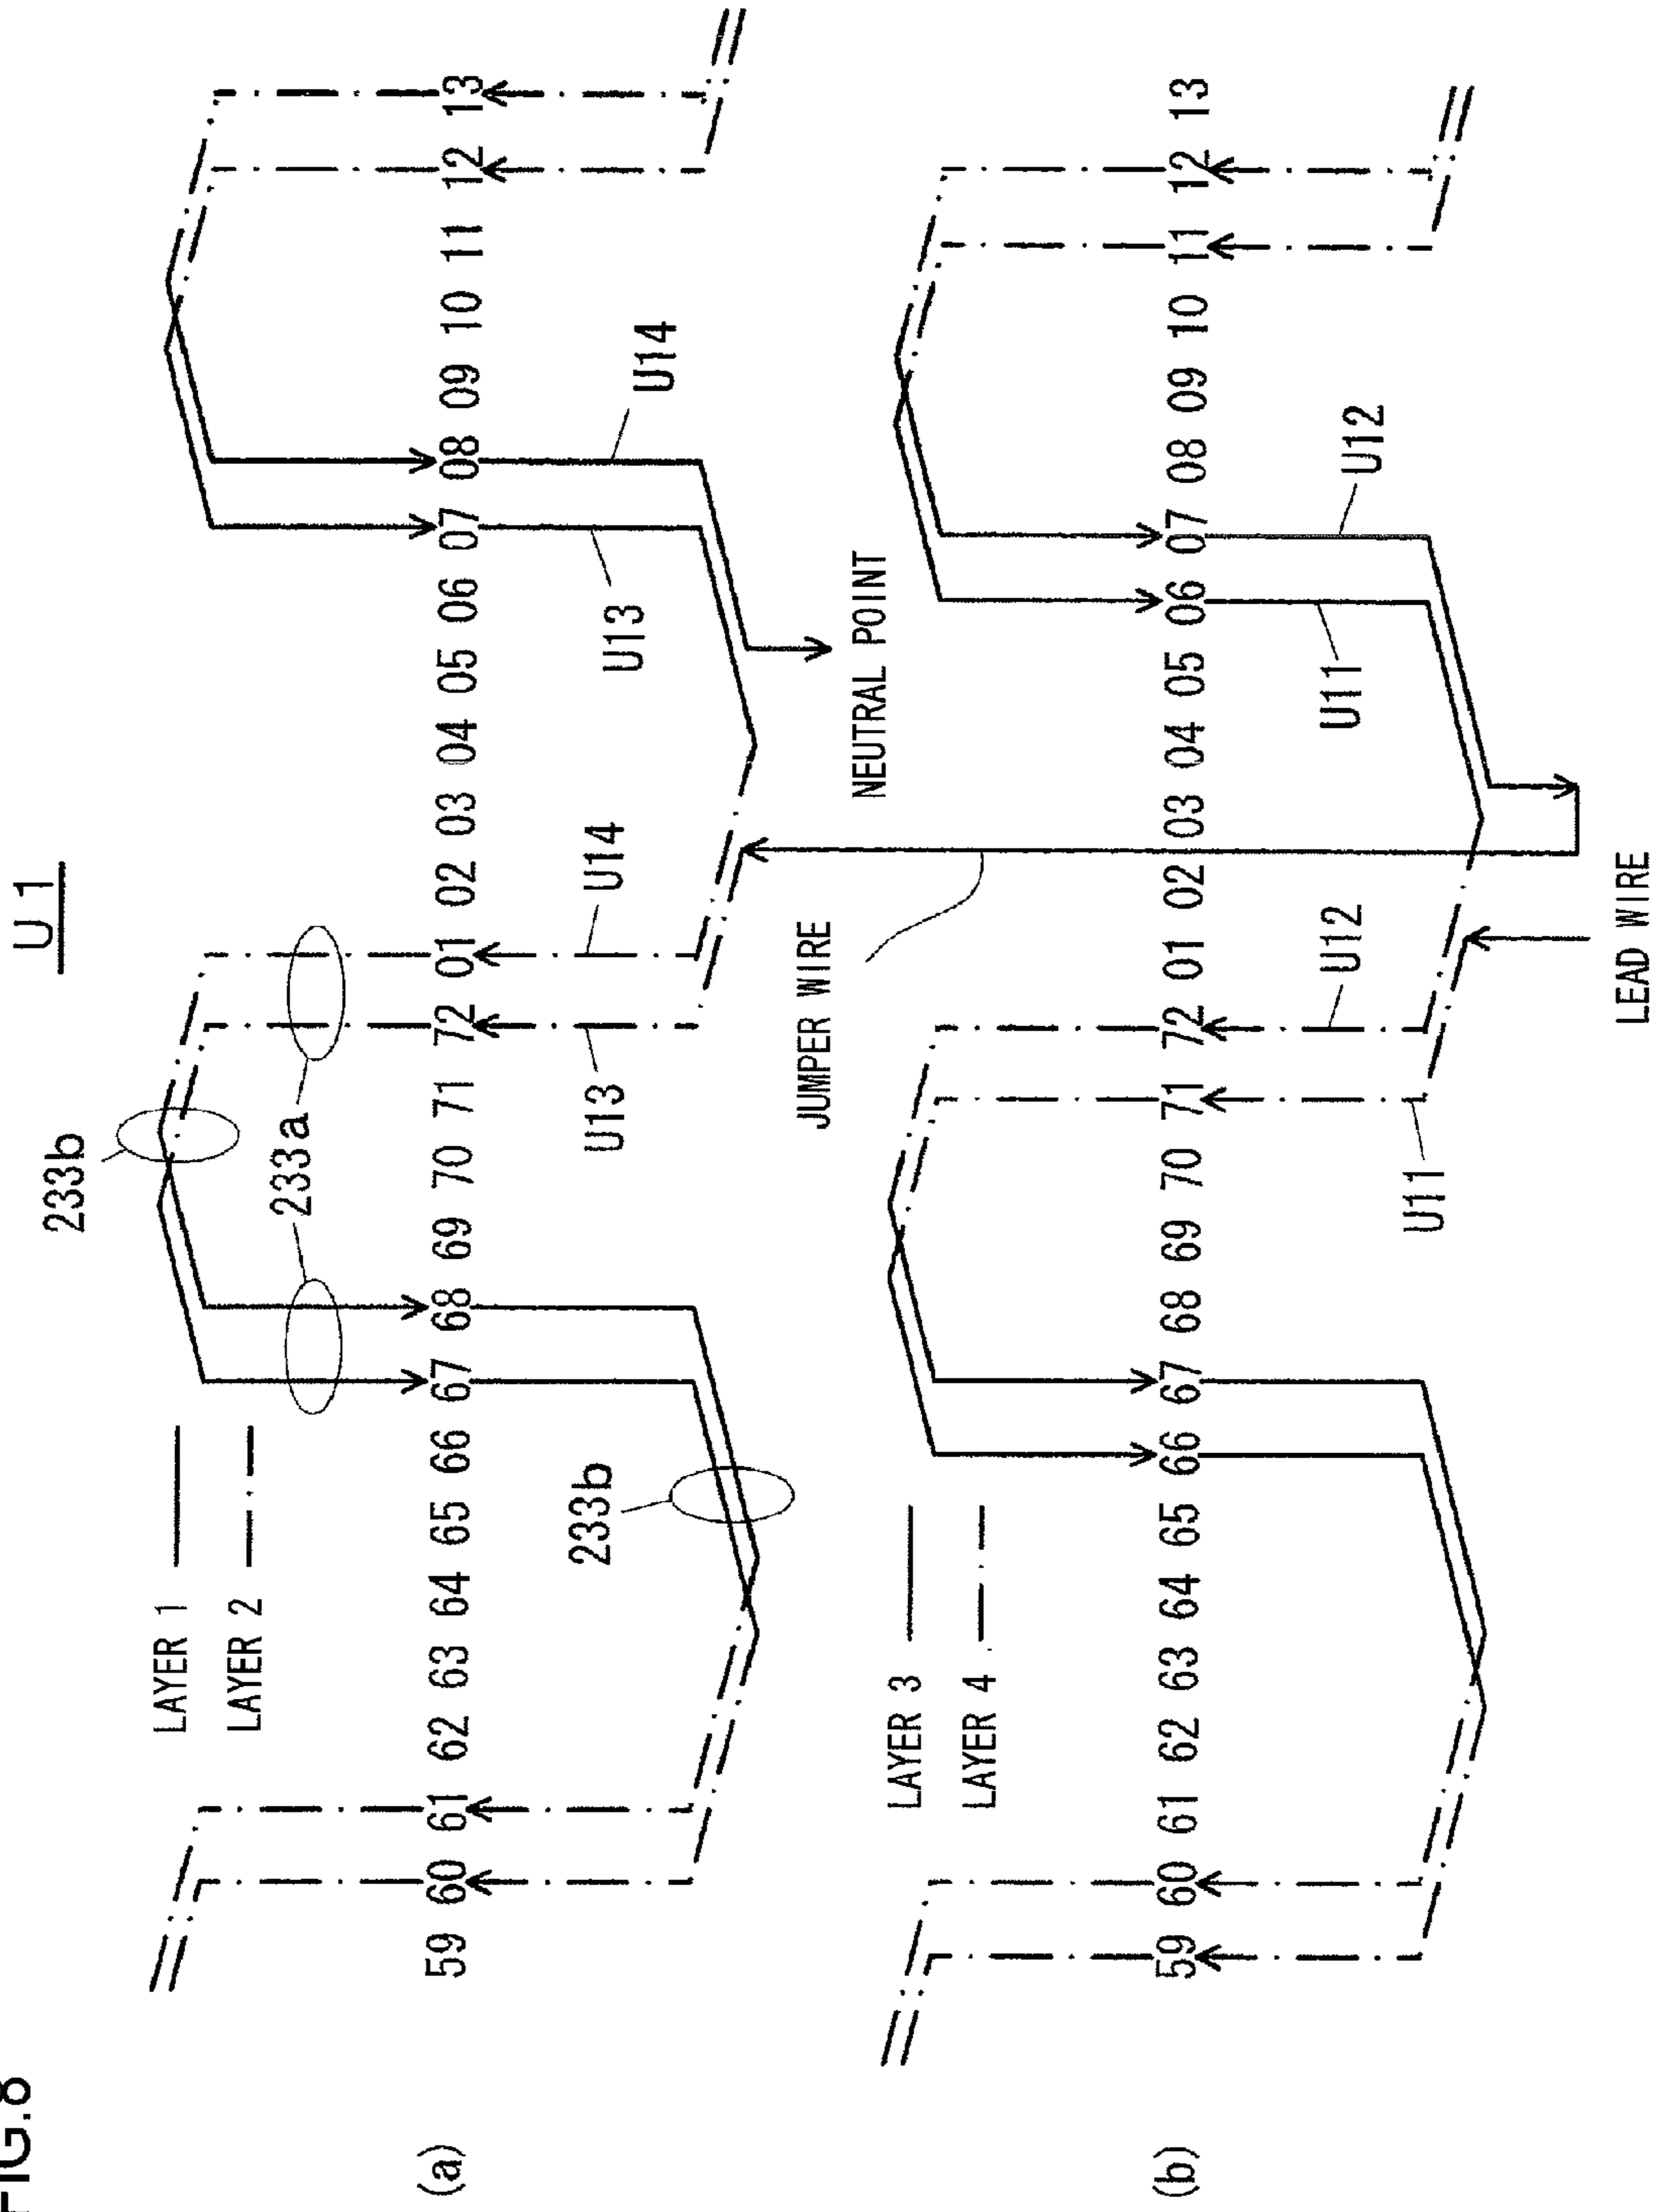 FIG.8
U1
233b
LAYER 1
LAYER 2
233a
(a)
59 60 61 62 63 64 65 66 67 68 69 70 71 72 01 02 03 04 05 06 07 08 09 10 11 12 13
233b
U13
U14
U13
U14
JUMPER WIRE
NEUTRAL POINT
LAYER 3
LAYER 4
(b)
59 60 61 62 63 64 65 66 67 68 69 70 71 72 01 02 03 04 05 06 07 08 09 10 11 12 13
U11
U12
U11
U12
LEAD WIRE